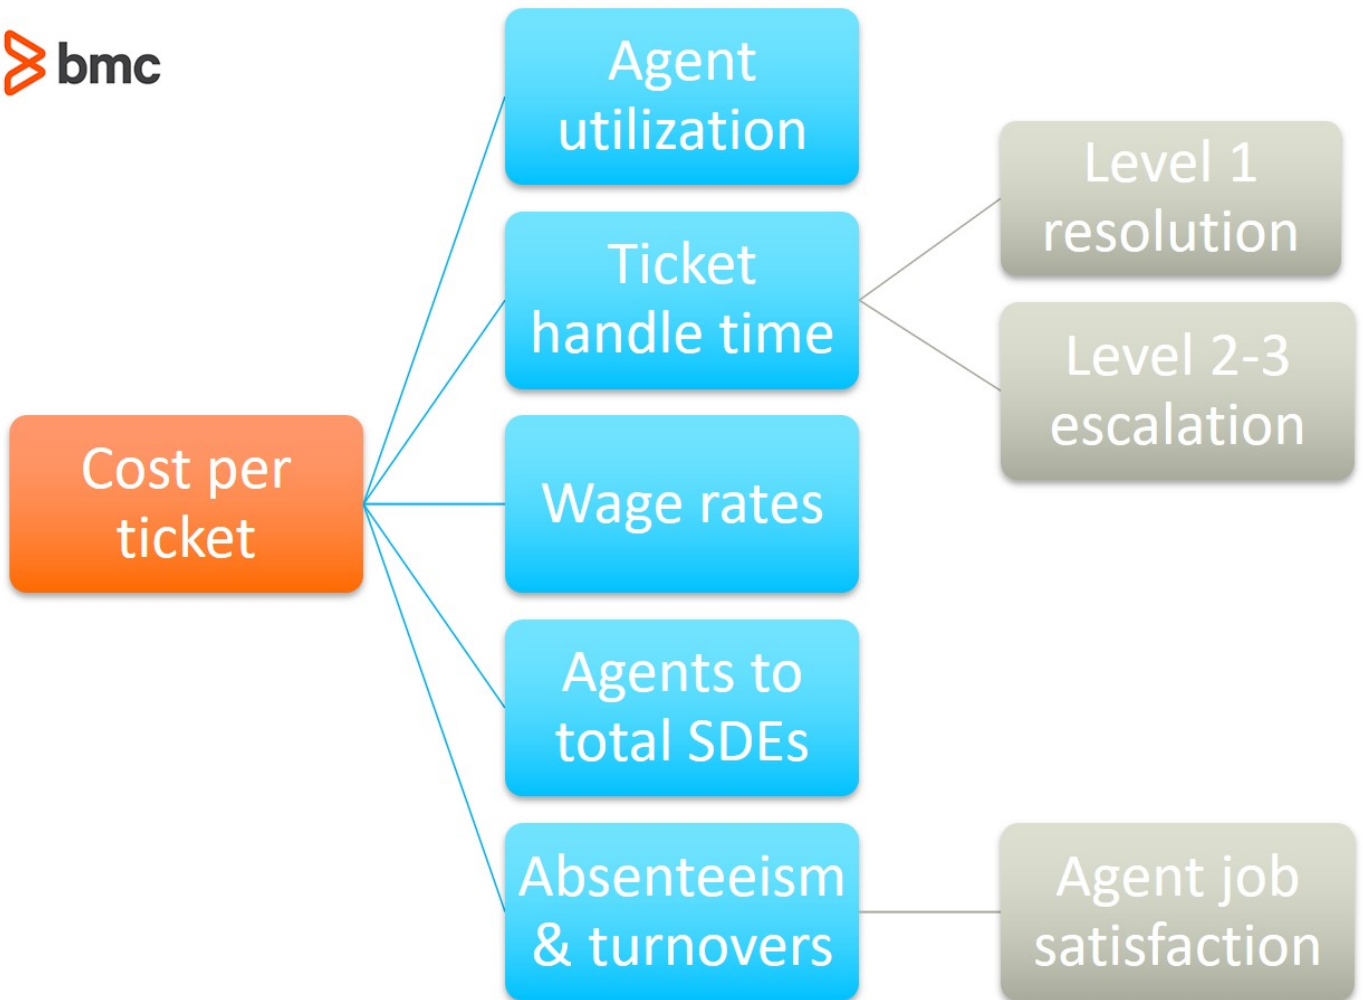 bmc
Agent
utilization
Ticket
handle time
Level 1
resolution
Level 2-3
escalation
Cost per
ticket
Wage rates
Agents to
total SDEs
Absenteeism
& turnovers
Agent job
satisfaction